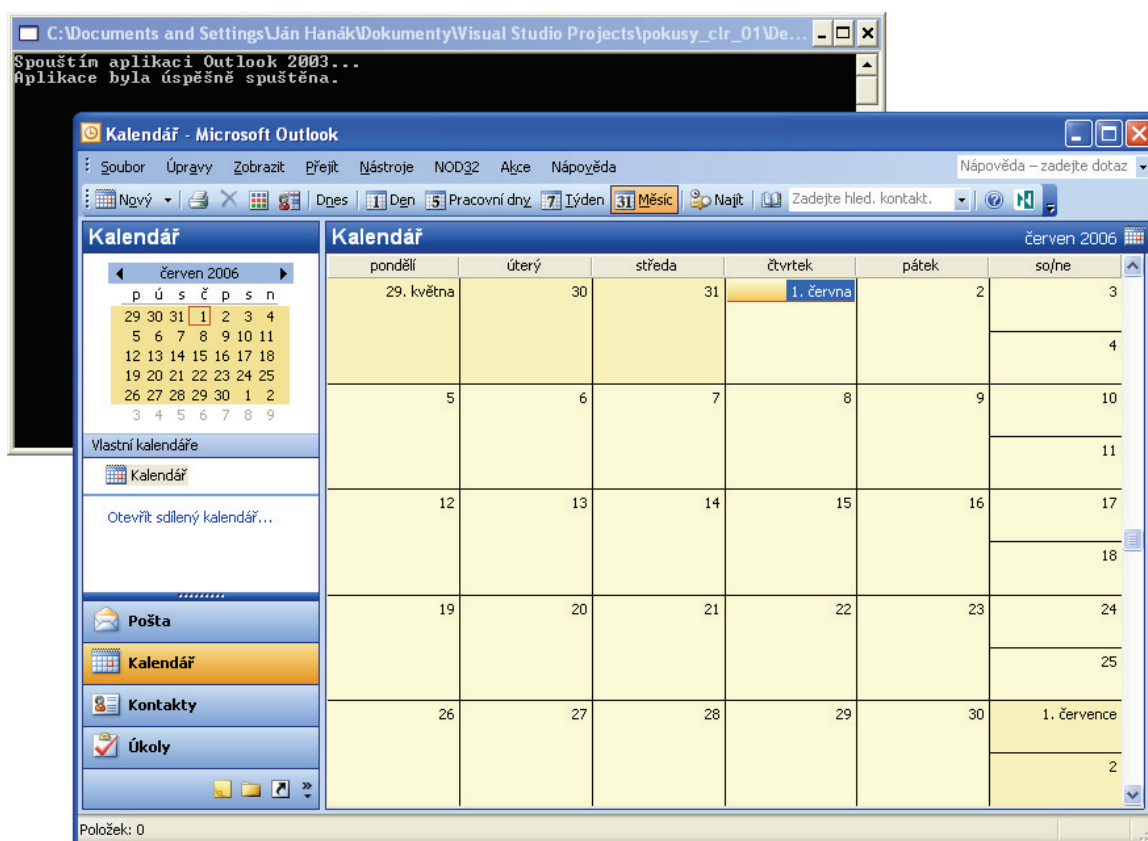 C:\Documents and Settings\Ján Hanák\Dokumenty\Visual Studio Projects\pokusy_clr_01\De...
Spouštím aplikaci Outlook 2003...
Aplikace byla úspěšně spuštěna.
Kalendář - Microsoft Outlook
Soubor Úpravy Zobrazit Přejít Nástroje NOD32 Akce Nápověda Nápověda – zadejte dotaz
Nový Dnes 1 Den 5 Pracovní dny 7 Týden 31 Měsíc Najít Zadejte hled. kontakt.
Kalendář
červen 2006
p ú s č p s n
29 30 31 1 2 3 4
5 6 7 8 9 10 11
12 13 14 15 16 17 18
19 20 21 22 23 24 25
26 27 28 29 30 1 2
3 4 5 6 7 8 9
Vlastní kalendáře
Kalendář
Otevřít sdílený kalendář...
Pošta
Kalendář
Kontakty
Úkoly
Kalendář červen 2006
pondělí úterý středa čtvrtek pátek so/ne
29. května 30 31 1. června 2 3
4
5 6 7 8 9 10
11
12 13 14 15 16 17
18
19 20 21 22 23 24
25
26 27 28 29 30 1. července
2
Položek: 0